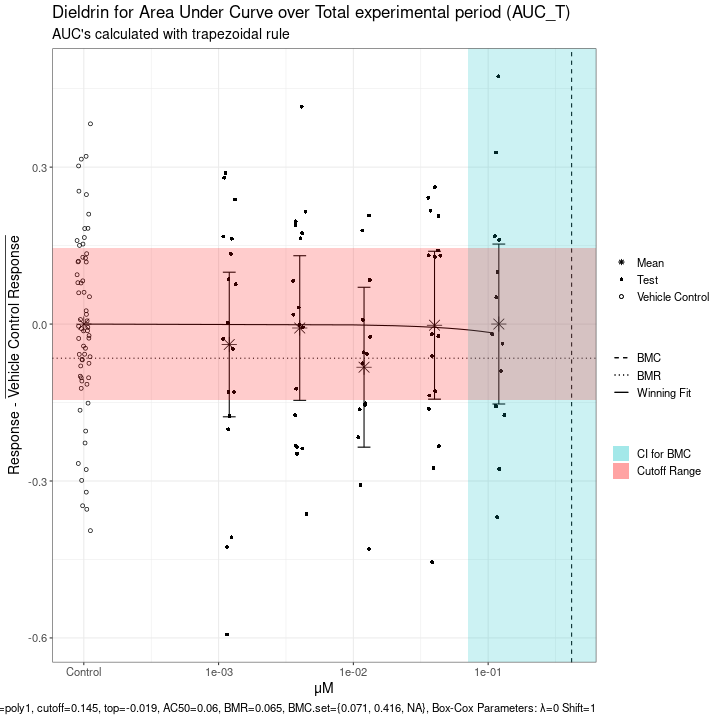 Dieldrin for Area Under Curve over Total experimental period (AUC_T)
AUC's calculated with trapezoidal rule
Response - Vehicle Control Response
0.3
0.0
-0.3
-0.6
Control
1e-03
1e-02
1e-01
μM
Mean
Test
Vehicle Control
BMC
BMR
Winning Fit
CI for BMC
Cutoff Range
=poly1, cutoff=0.145, top=-0.019, AC50=0.06, BMR=0.065, BMC.set={0.071, 0.416, NA}, Box-Cox Parameters: λ=0 Shift=1